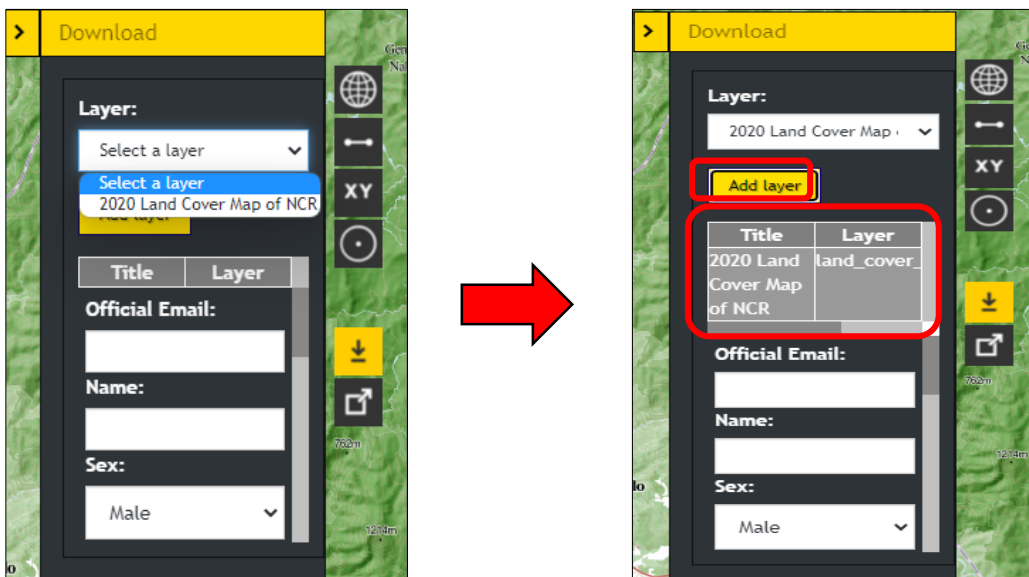 > Download
Layer:
Select a layer
Select a layer
2020 Land Cover Map of NCR
Add layer
Title Layer
Official Email:
Name:
Sex:
Male
XY
762m
1214m
o
> Download
Layer:
2020 Land Cover Map
Add layer
Title Layer
2020 Land land_cover_
Cover Map
of NCR
Official Email:
Name:
Sex:
Male
XY
762m
1214m
lo